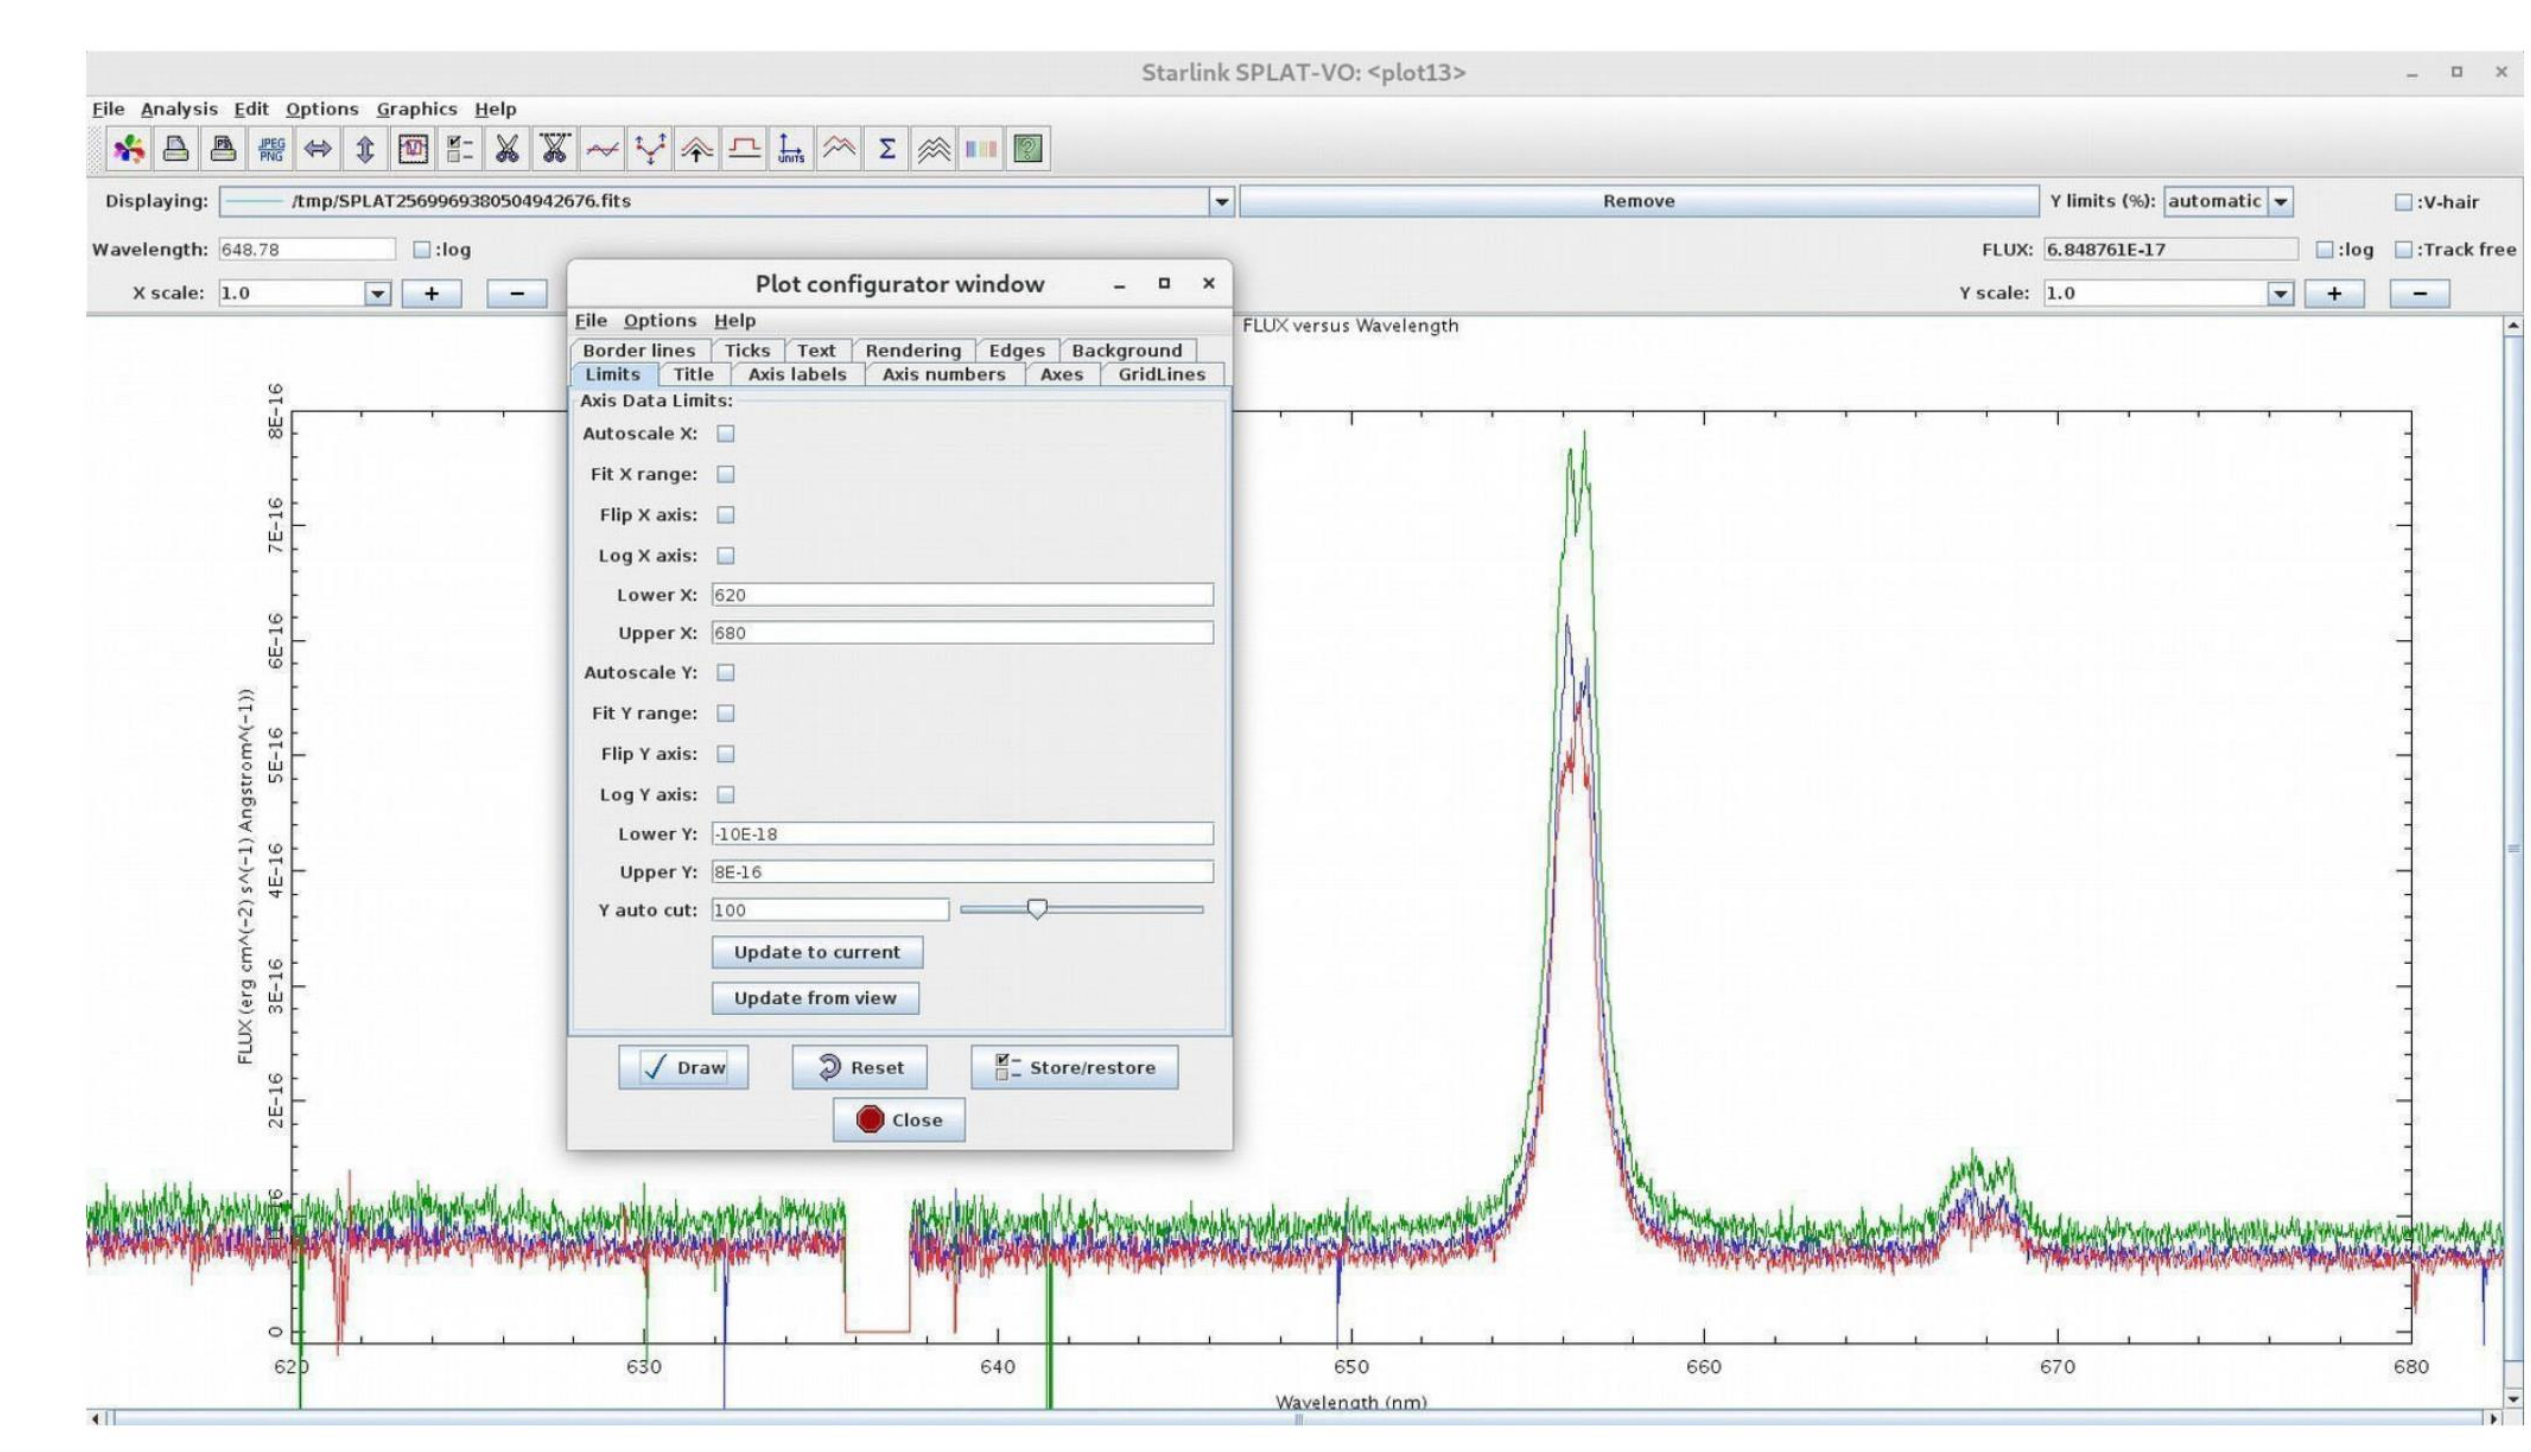 Starlink SPLAT-VO: <plot13>
File Analysis Edit Options Graphics Help
JPEG PNG
UNITS
Displaying: /tmp/SPLAT2569969380504942676.fits Remove Y limits (%): automatic :V-hair
Wavelength: 648.78 :log FLUX: 6.848761E-17 :log :Track free
X scale: 1.0 + − Y scale: 1.0 + −
FLUX versus Wavelength
Plot configurator window
File Options Help
Border lines Ticks Text Rendering Edges Background
Limits Title Axis labels Axis numbers Axes GridLines
Axis Data Limits:
Autoscale X:
Fit X range:
Flip X axis:
Log X axis:
Lower X: 620
Upper X: 680
Autoscale Y:
Fit Y range:
Flip Y axis:
Log Y axis:
Lower Y: -10E-18
Upper Y: 8E-16
Y auto cut: 100
Update to current
Update from view
Draw Reset Store/restore
Close
FLUX (erg cm^(-2) s^(-1) Angstrom^(-1))
8E-16
7E-16
6E-16
5E-16
4E-16
3E-16
2E-16
0
620 630 640 650 660 670 680
Wavelength (nm)